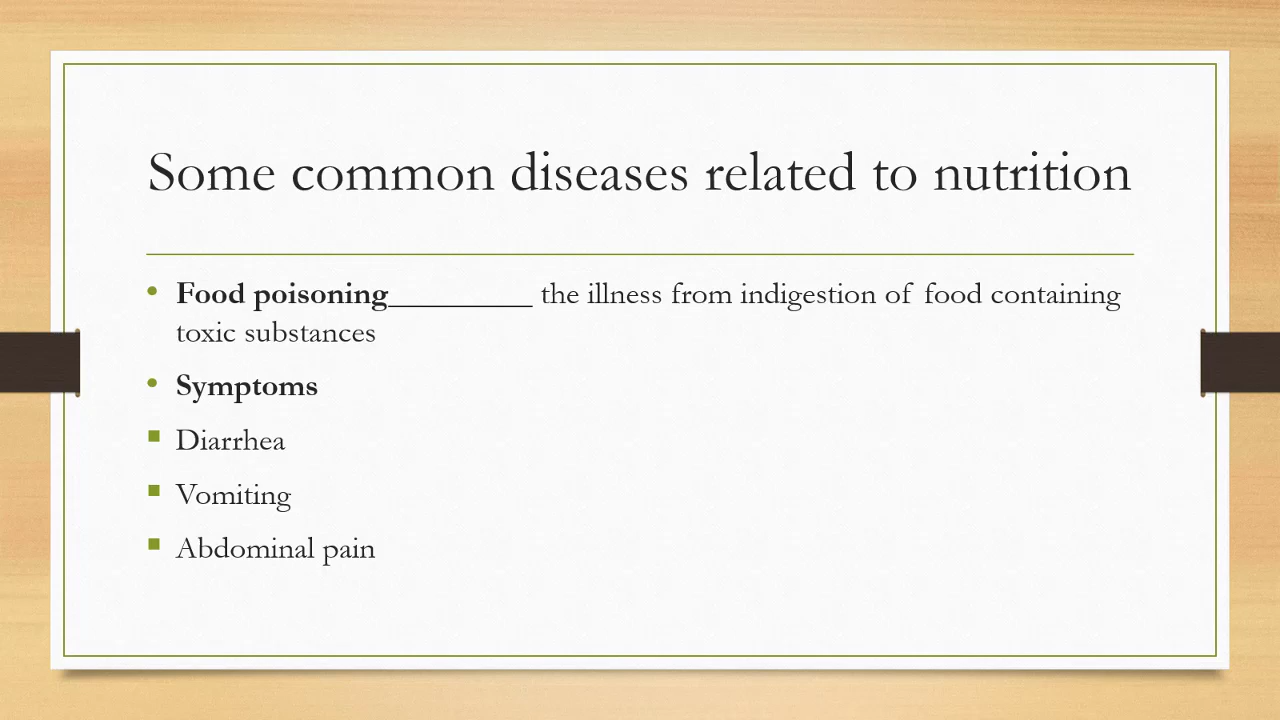 Some common diseases related to nutrition
• Food poisoning_________ the illness from indigestion of food containing
toxic substances
• Symptoms
▪ Diarrhea
▪ Vomiting
▪ Abdominal pain